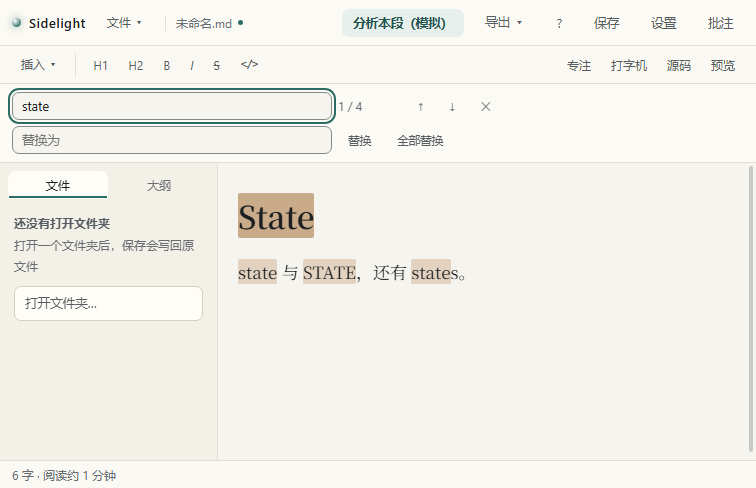 Sidelight 文件 ▾ 未命名.md ● 分析本段（模拟） 导出 ▾ ? 保存 设置 批注
插入 ▾ H1 H2 B I S </> 专注 打字机 源码 预览
state 1 / 4 ↑ ↓ ×
替换为 替换 全部替换
文件 大纲
还没有打开文件夹
打开一个文件夹后，保存会写回原
文件
打开文件夹...
State
state 与 STATE，还有 states。
6 字 · 阅读约 1 分钟